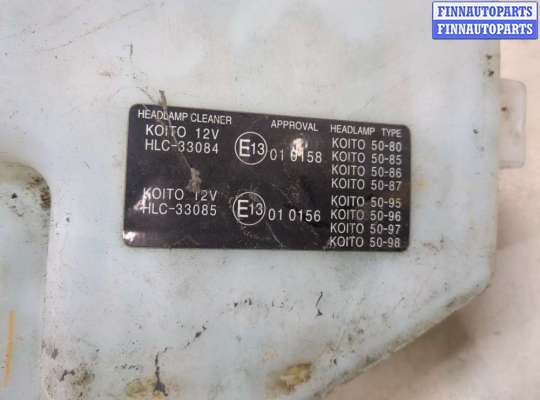 FINNAUTOPARTS
FINNAUTOPARTS
HEADLAMP CLEANER APPROVAL HEADLAMP TYPE
KOITO 12V
HLC-33084
E13 01 0158
KOITO 50-80
KOITO 50-85
KOITO 50-86
KOITO 50-87
KOITO 12V
HLC-33085
E13 01 0156
KOITO 50-95
KOITO 50-96
KOITO 50-97
KOITO 50-98